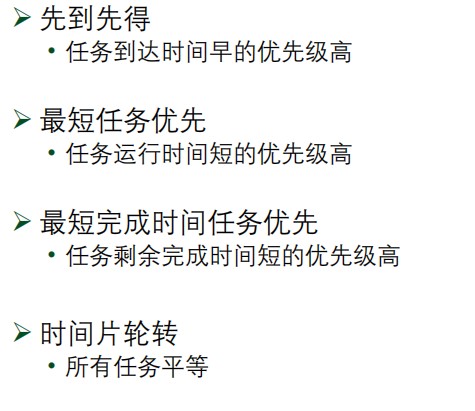 ➢ 先到先得
• 任务到达时间早的优先级高
➢ 最短任务优先
• 任务运行时间短的优先级高
➢ 最短完成时间任务优先
• 任务剩余完成时间短的优先级高
➢ 时间片轮转
• 所有任务平等